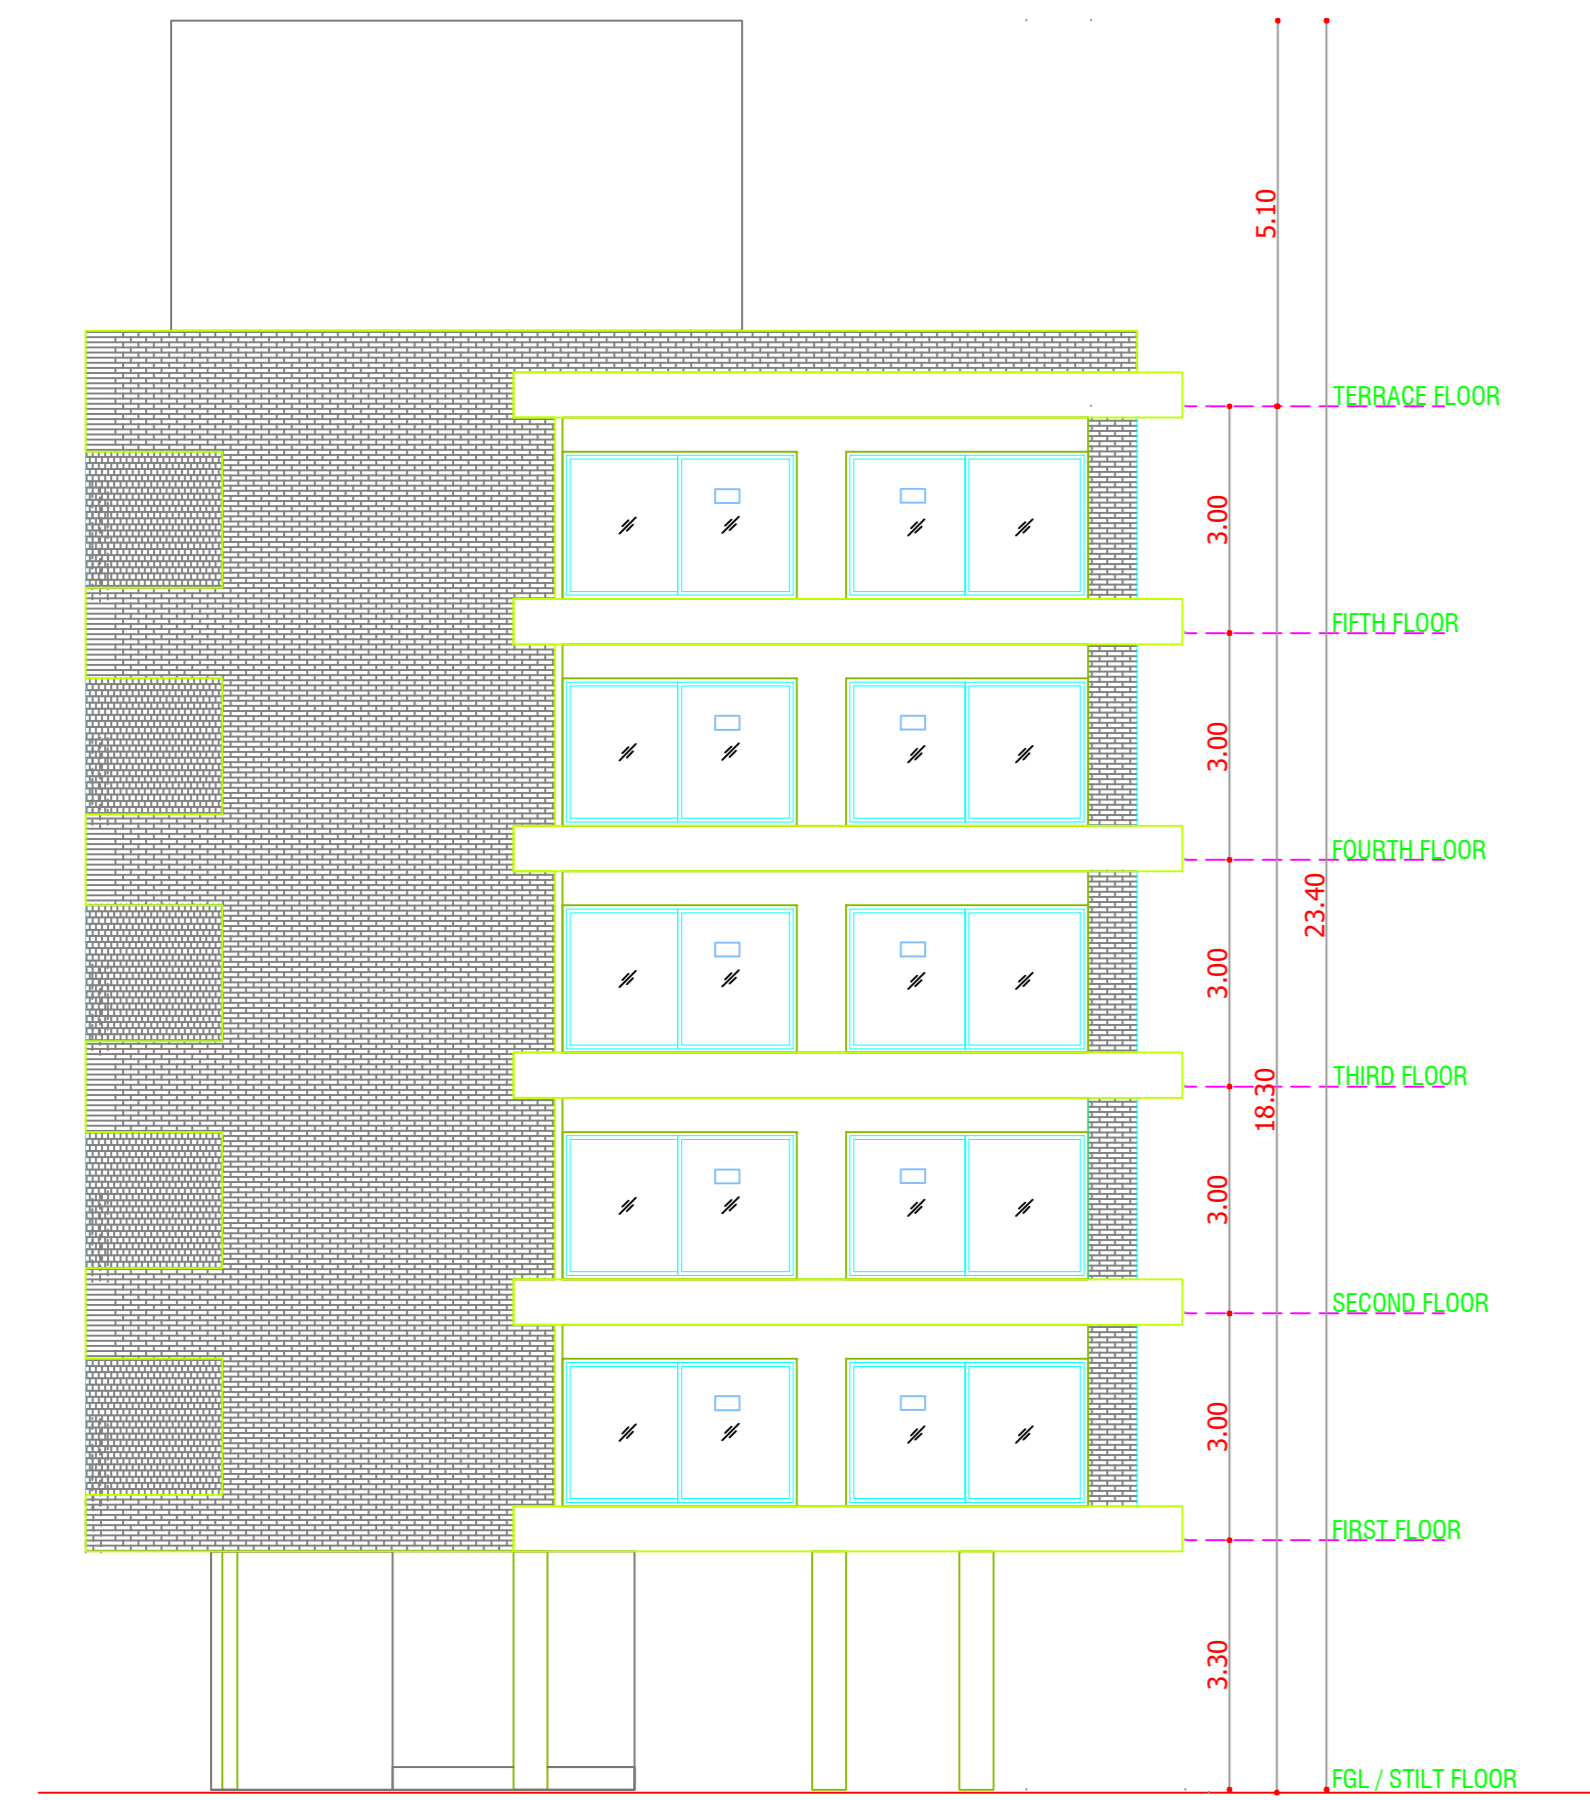 5.10
TERRACE FLOOR
3.00
FIFTH FLOOR
3.00
FOURTH FLOOR
23.40
3.00
THIRD FLOOR
18.30
3.00
SECOND FLOOR
3.00
FIRST FLOOR
3.30
FGL / STILT FLOOR